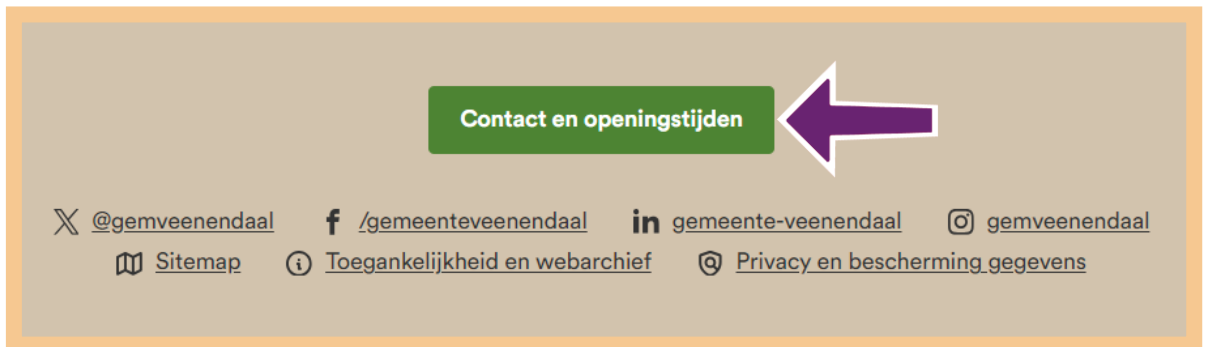 Contact en openingstijden
@gemveenendaal /gemeenteveenendaal gemeente-veenendaal gemveenendaal
Sitemap Toegankelijkheid en webarchief Privacy en bescherming gegevens